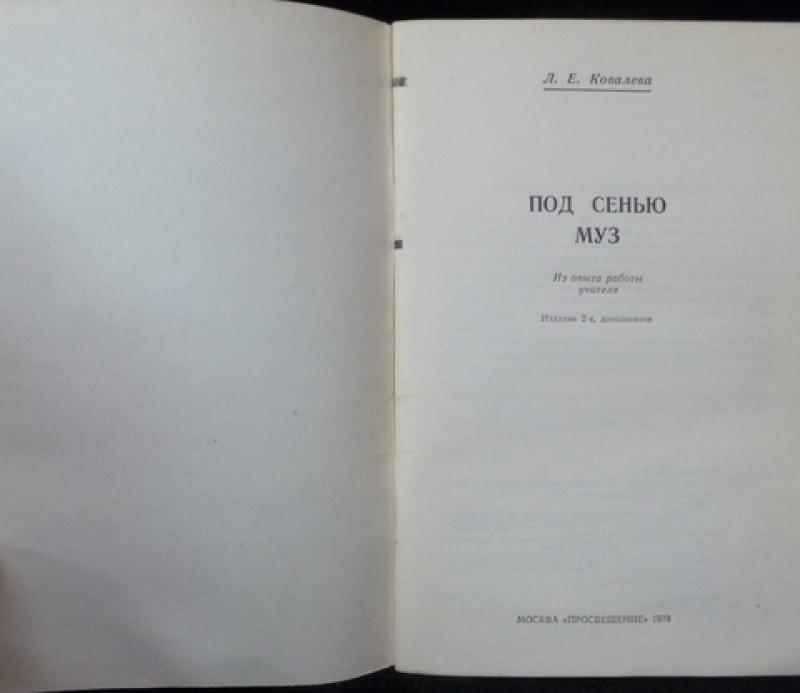 Л. Е. Ковалева
ПОД СЕНЬЮ
МУЗ
Из опыта работы
учителя
Издание 2-е, дополненное
МОСКВА «ПРОСВЕЩЕНИЕ» 1978